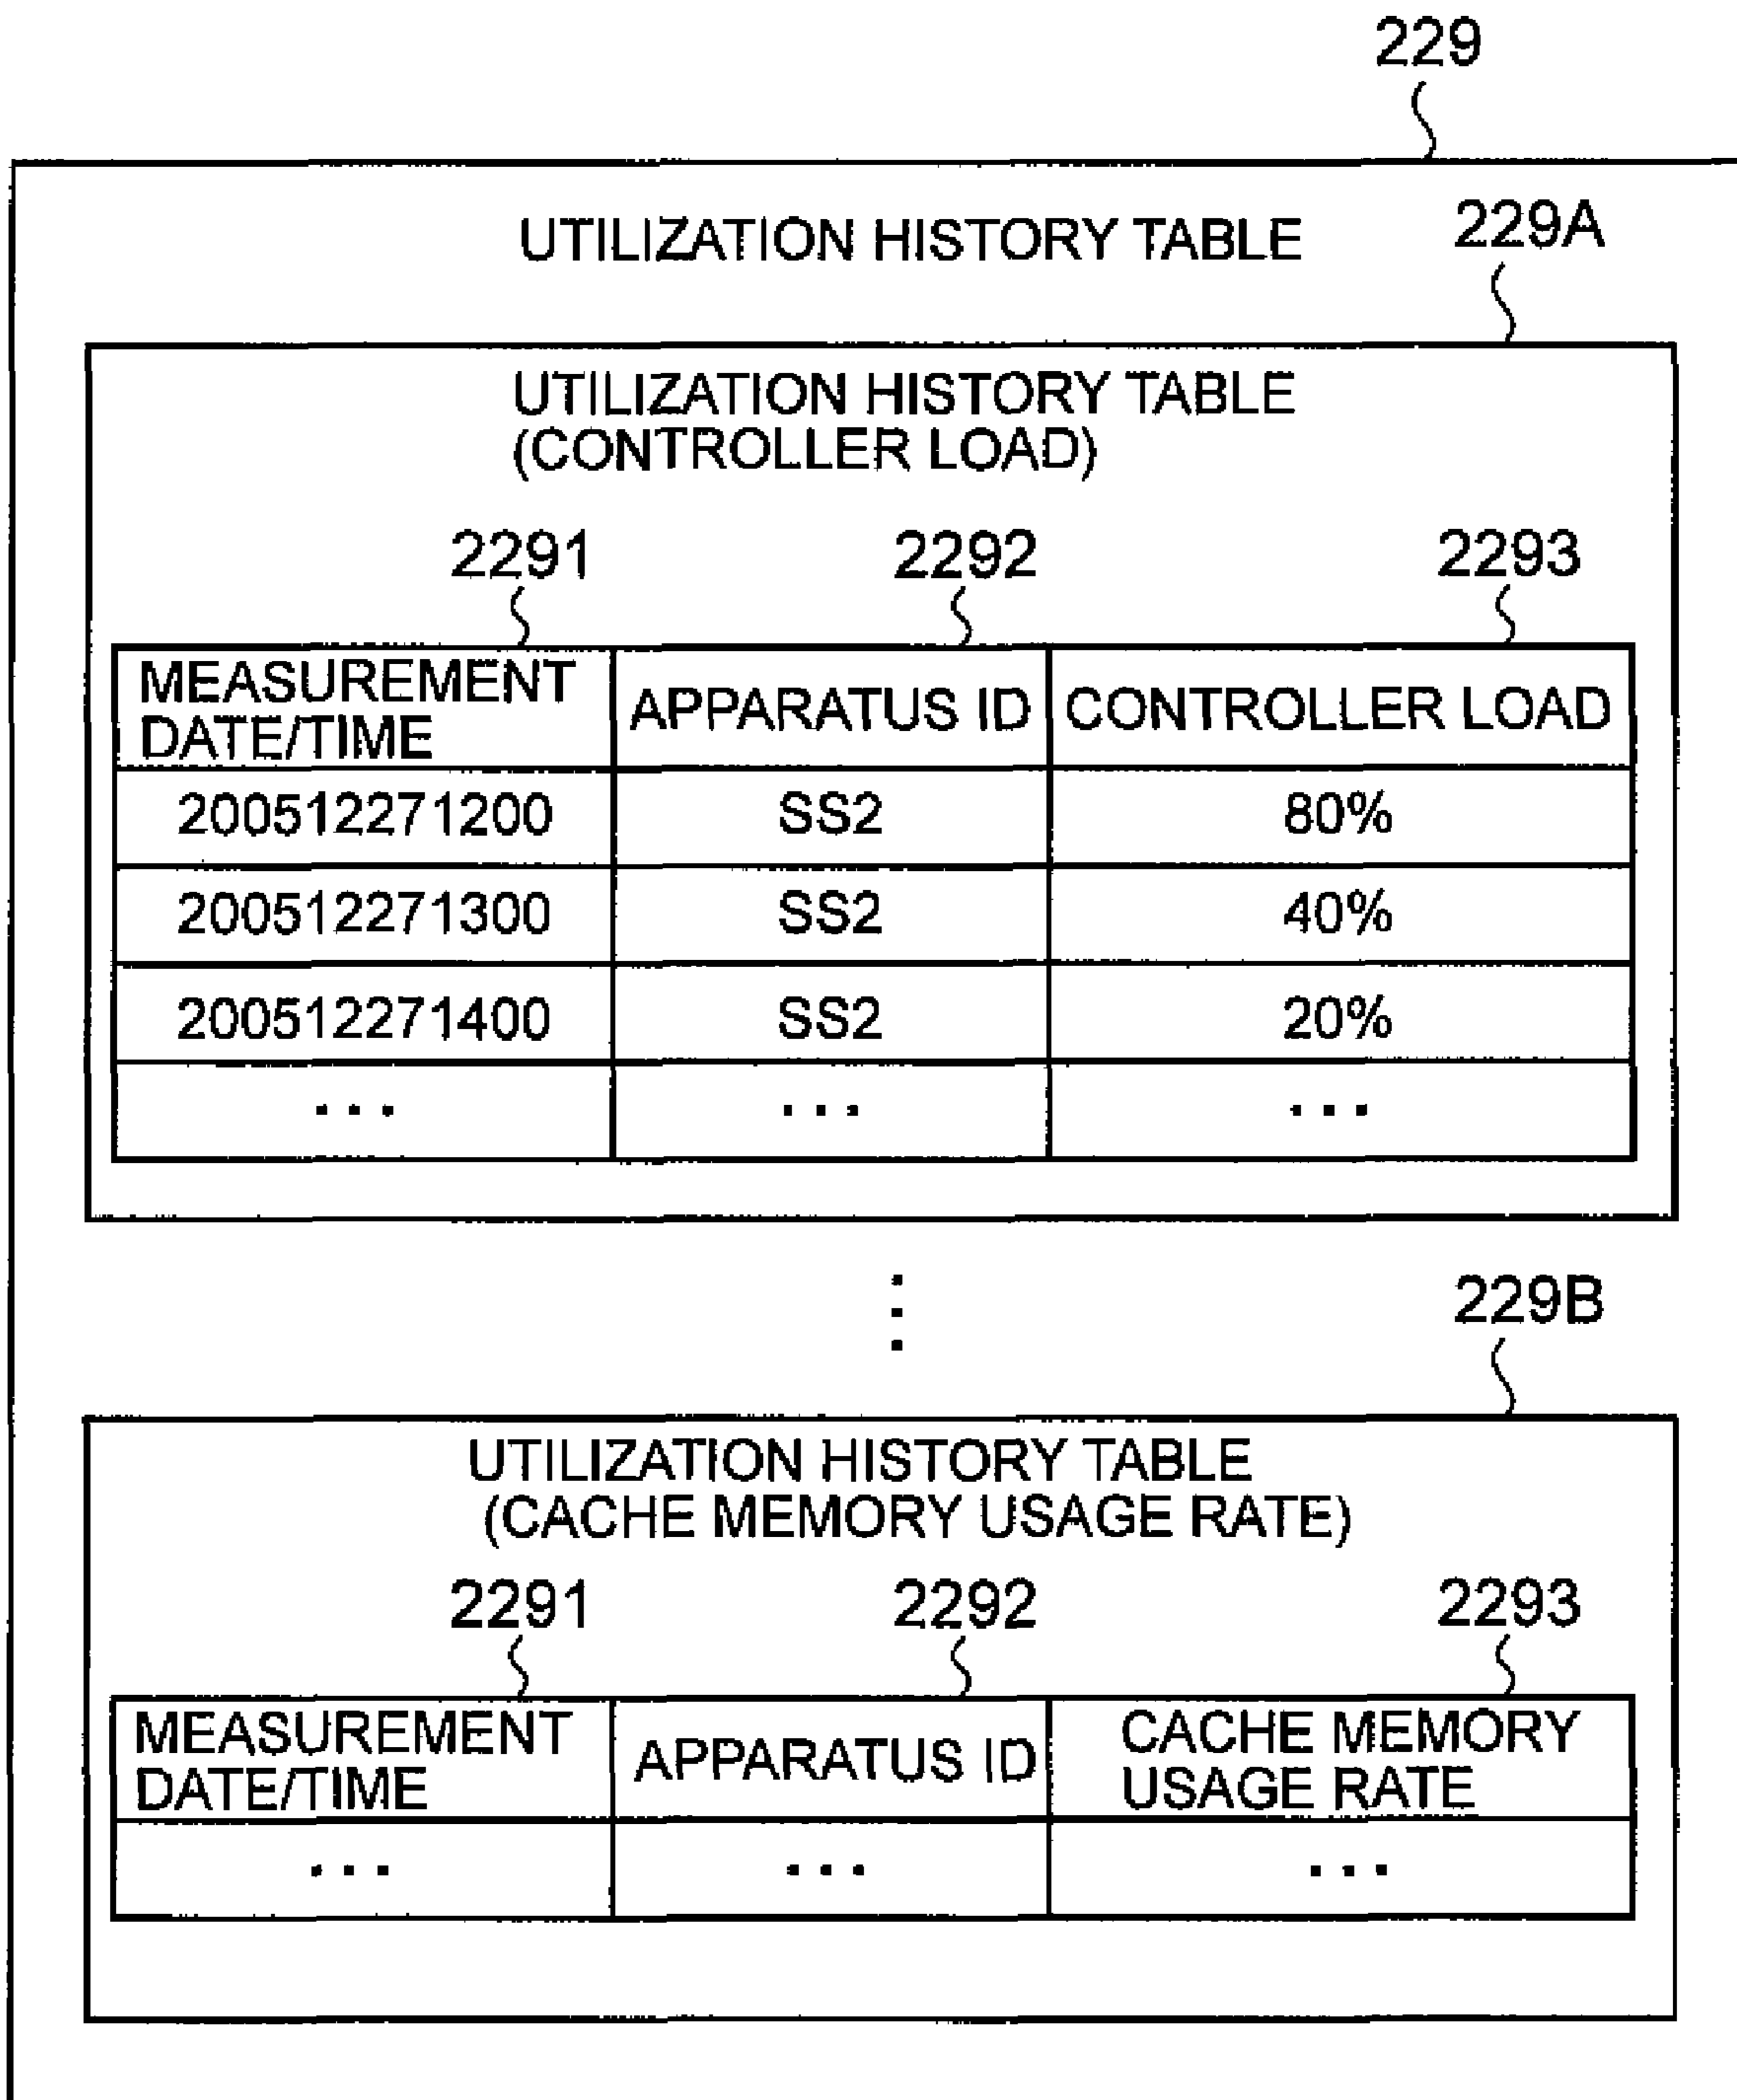 229
UTILIZATION HISTORY TABLE
229A
UTILIZATION HISTORY TABLE
(CONTROLLER LOAD)
2291 2292 2293
MEASUREMENT DATE/TIME APPARATUS ID CONTROLLER LOAD
200512271200 SS2 80%
200512271300 SS2 40%
200512271400 SS2 20%
... ... ...
229B
UTILIZATION HISTORY TABLE
(CACHE MEMORY USAGE RATE)
2291 2292 2293
MEASUREMENT DATE/TIME APPARATUS ID CACHE MEMORY USAGE RATE
... ... ...